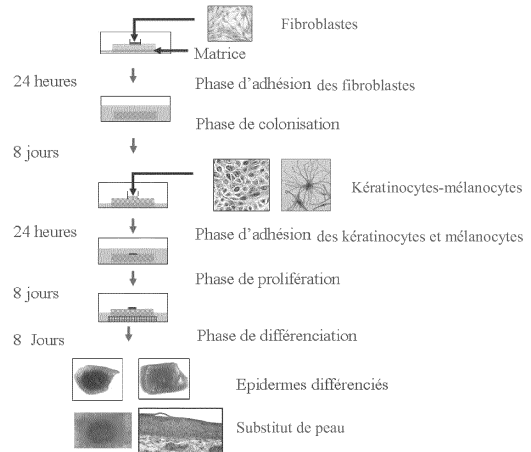 Fibroblastes
Matrice
24 heures
Phase d’adhésion des fibroblastes
Phase de colonisation
8 jours
Kératinocytes-mélanocytes
24 heures
Phase d’adhésion des kératinocytes et mélanocytes
Phase de prolifération
8 jours
Phase de différenciation
8 Jours
Epidermes différenciés
Substitut de peau